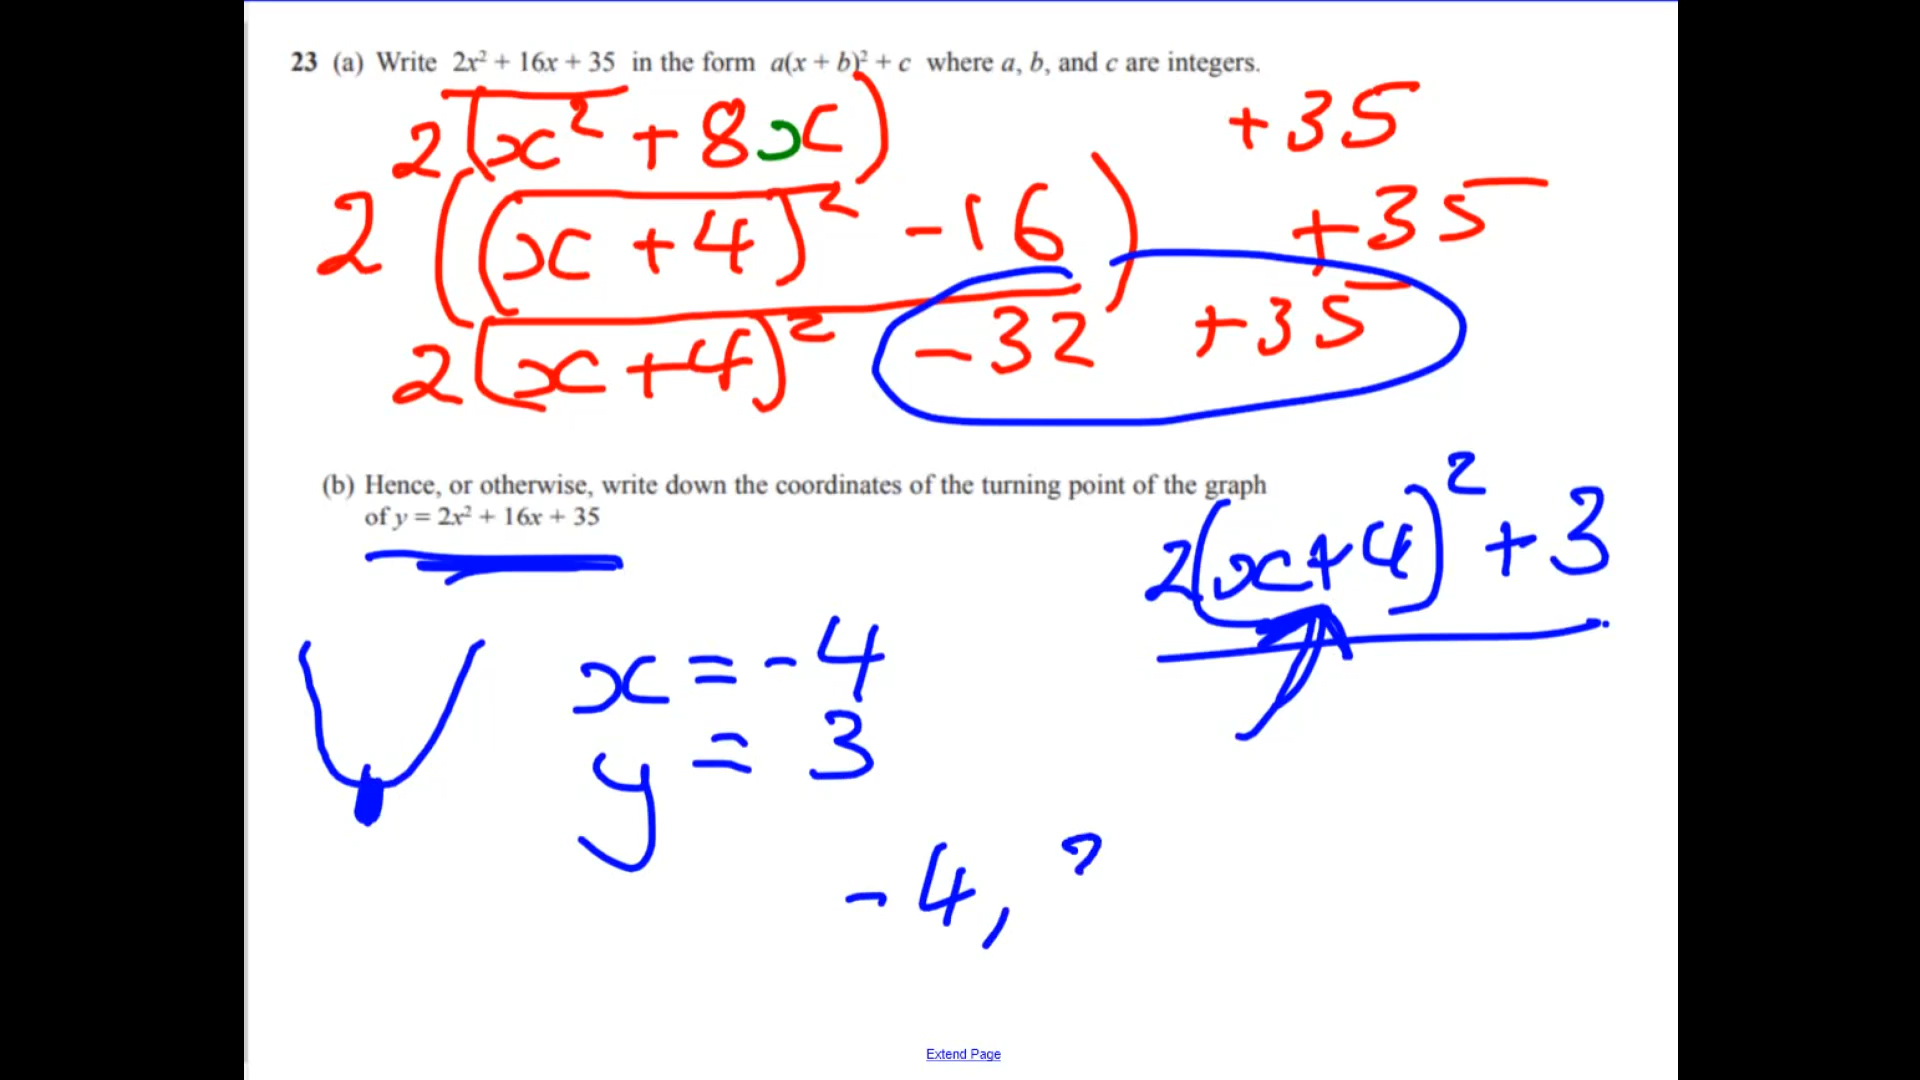 23 (a) Write 2x² + 16x + 35 in the form a(x + b)² + c where a, b, and c are integers.
2(x² + 8x) +35
2((x + 4)² - 16) +35
2(x + 4)² - 32 +35
(b) Hence, or otherwise, write down the coordinates of the turning point of the graph
of y = 2x² + 16x + 35
2(x + 4)² + 3
x = -4
y = 3
-4,
Extend Page